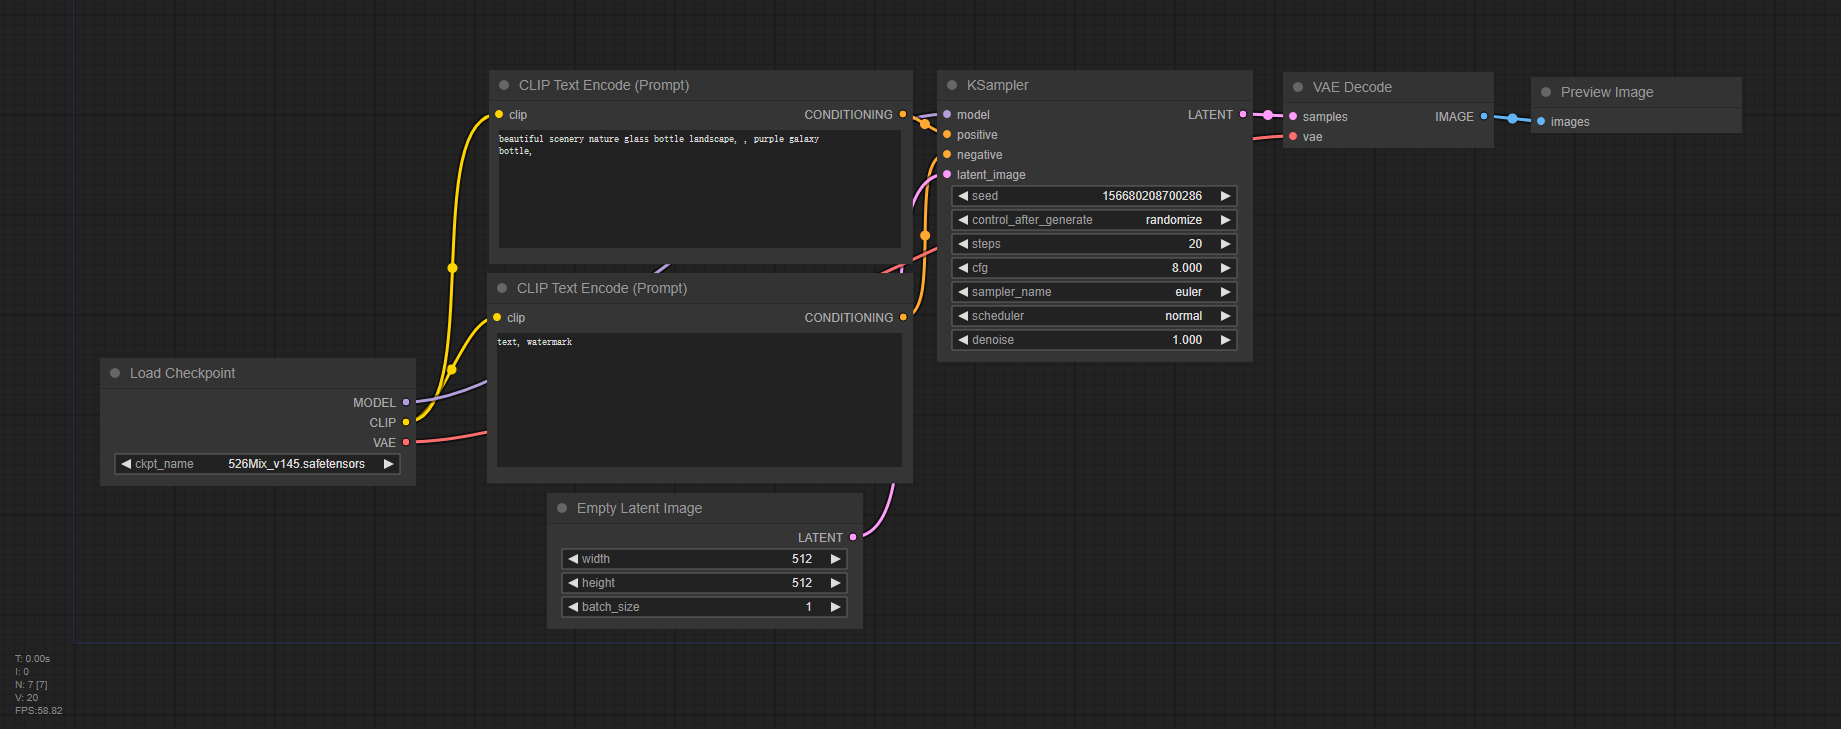 CLIP Text Encode (Prompt)
clip
CONDITIONING
beautiful scenery nature glass bottle landscape, , purple galaxy
bottle,
CLIP Text Encode (Prompt)
clip
CONDITIONING
text, watermark
Load Checkpoint
MODEL
CLIP
VAE
ckpt_name 526Mix_v145.safetensors
Empty Latent Image
LATENT
width 512
height 512
batch_size 1
KSampler
model LATENT
positive
negative
latent_image
seed 156680208700286
control_after_generate randomize
steps 20
cfg 8.000
sampler_name euler
scheduler normal
denoise 1.000
VAE Decode
samples IMAGE
vae
Preview Image
images
T: 0.00s
I: 0
N: 7 [7]
V: 20
FPS:58.82